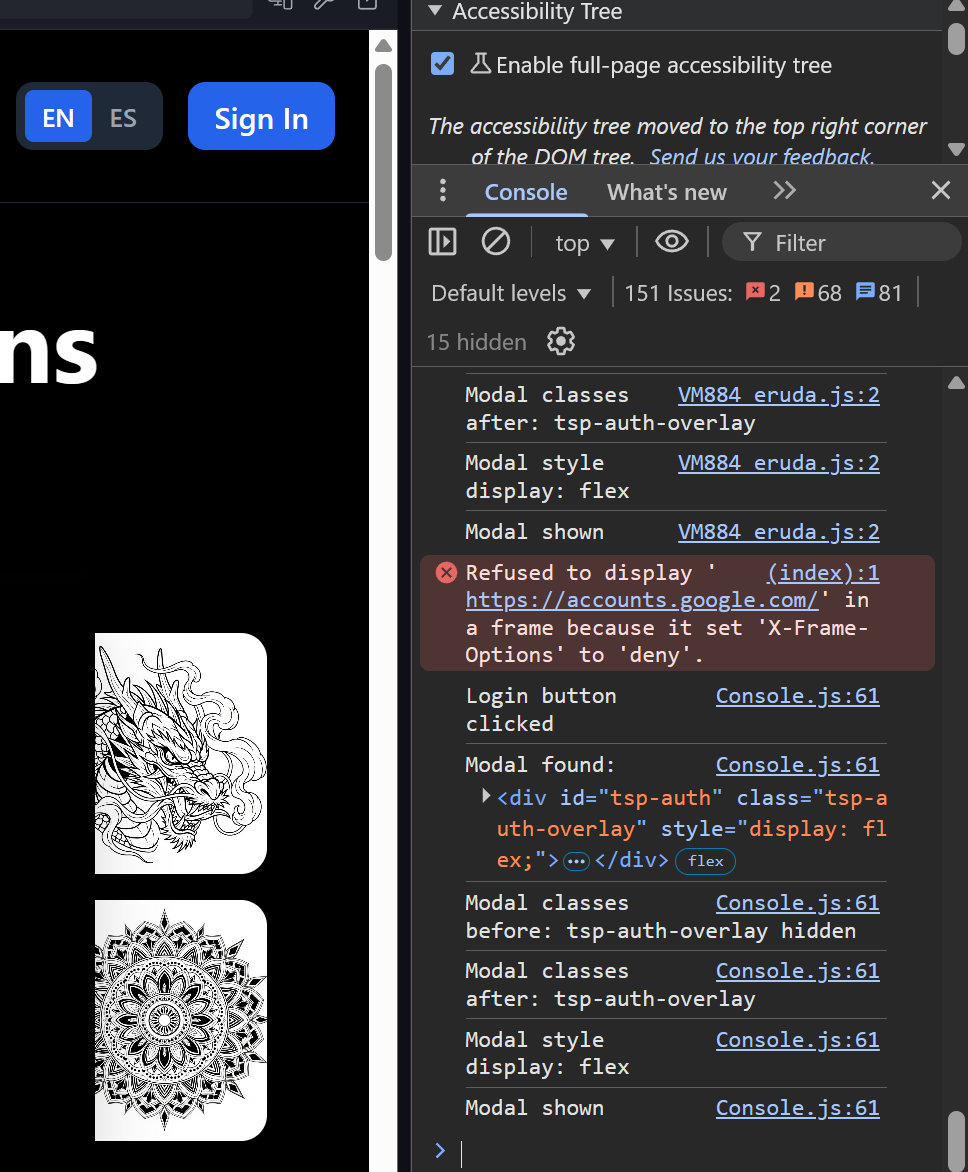 Accessibility Tree
Enable full-page accessibility tree
The accessibility tree moved to the top right corner
of the DOM tree. Send us your feedback.
EN ES Sign In
Console What's new
top Filter
Default levels 151 Issues: 2 68 81
15 hidden
ns
Modal classes VM884 eruda.js:2
after: tsp-auth-overlay
Modal style VM884 eruda.js:2
display: flex
Modal shown VM884 eruda.js:2
Refused to display ' (index):1
https://accounts.google.com/' in
a frame because it set 'X-Frame-
Options' to 'deny'.
Login button Console.js:61
clicked
Modal found: Console.js:61
<div id="tsp-auth" class="tsp-a
uth-overlay" style="display: fl
ex;">…</div> flex
Modal classes Console.js:61
before: tsp-auth-overlay hidden
Modal classes Console.js:61
after: tsp-auth-overlay
Modal style Console.js:61
display: flex
Modal shown Console.js:61